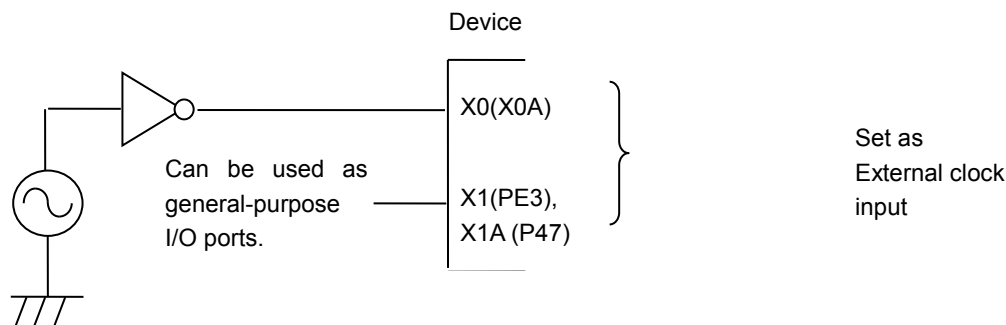 Device
X0(X0A)
Can be used as
general-purpose
I/O ports.
X1(PE3),
X1A (P47)
Set as
External clock
input